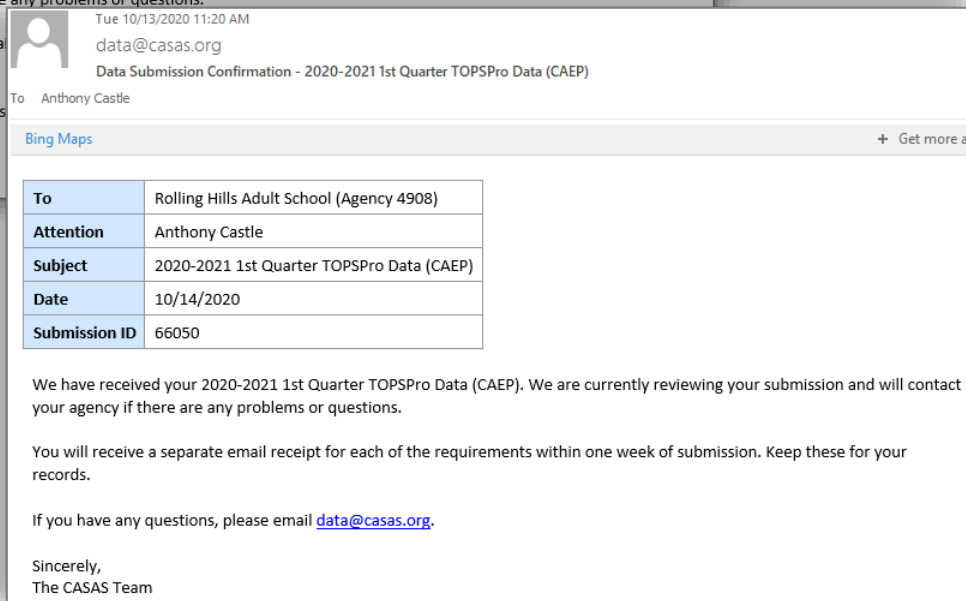 e any problems or questions.
Tue 10/13/2020 11:20 AM
data@casas.org
Data Submission Confirmation - 2020-2021 1st Quarter TOPSPro Data (CAEP)
To Anthony Castle
Bing Maps + Get more a
To Rolling Hills Adult School (Agency 4908)
Attention Anthony Castle
Subject 2020-2021 1st Quarter TOPSPro Data (CAEP)
Date 10/14/2020
Submission ID 66050
We have received your 2020-2021 1st Quarter TOPSPro Data (CAEP). We are currently reviewing your submission and will contact
your agency if there are any problems or questions.
You will receive a separate email receipt for each of the requirements within one week of submission. Keep these for your
records.
If you have any questions, please email data@casas.org.
Sincerely,
The CASAS Team